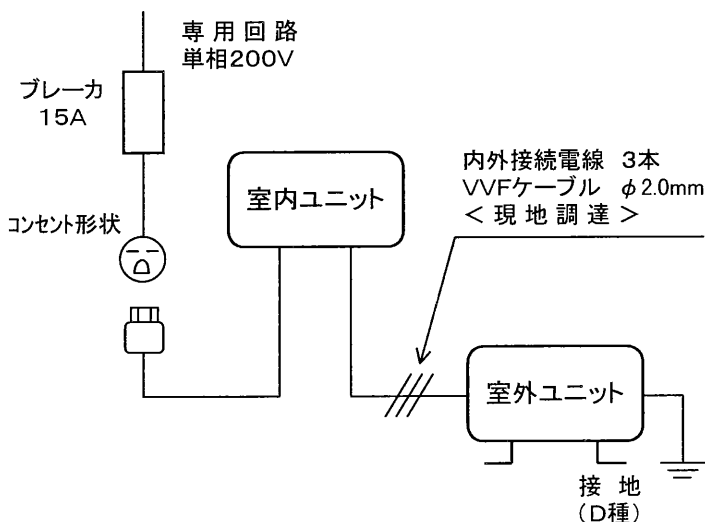 専用回路
単相200V
ブレーカ
15A
コンセント形状
室内ユニット
内外接続電線 3本
VVFケーブル φ2.0mm
<現地調達>
室外ユニット
接地
(D種)